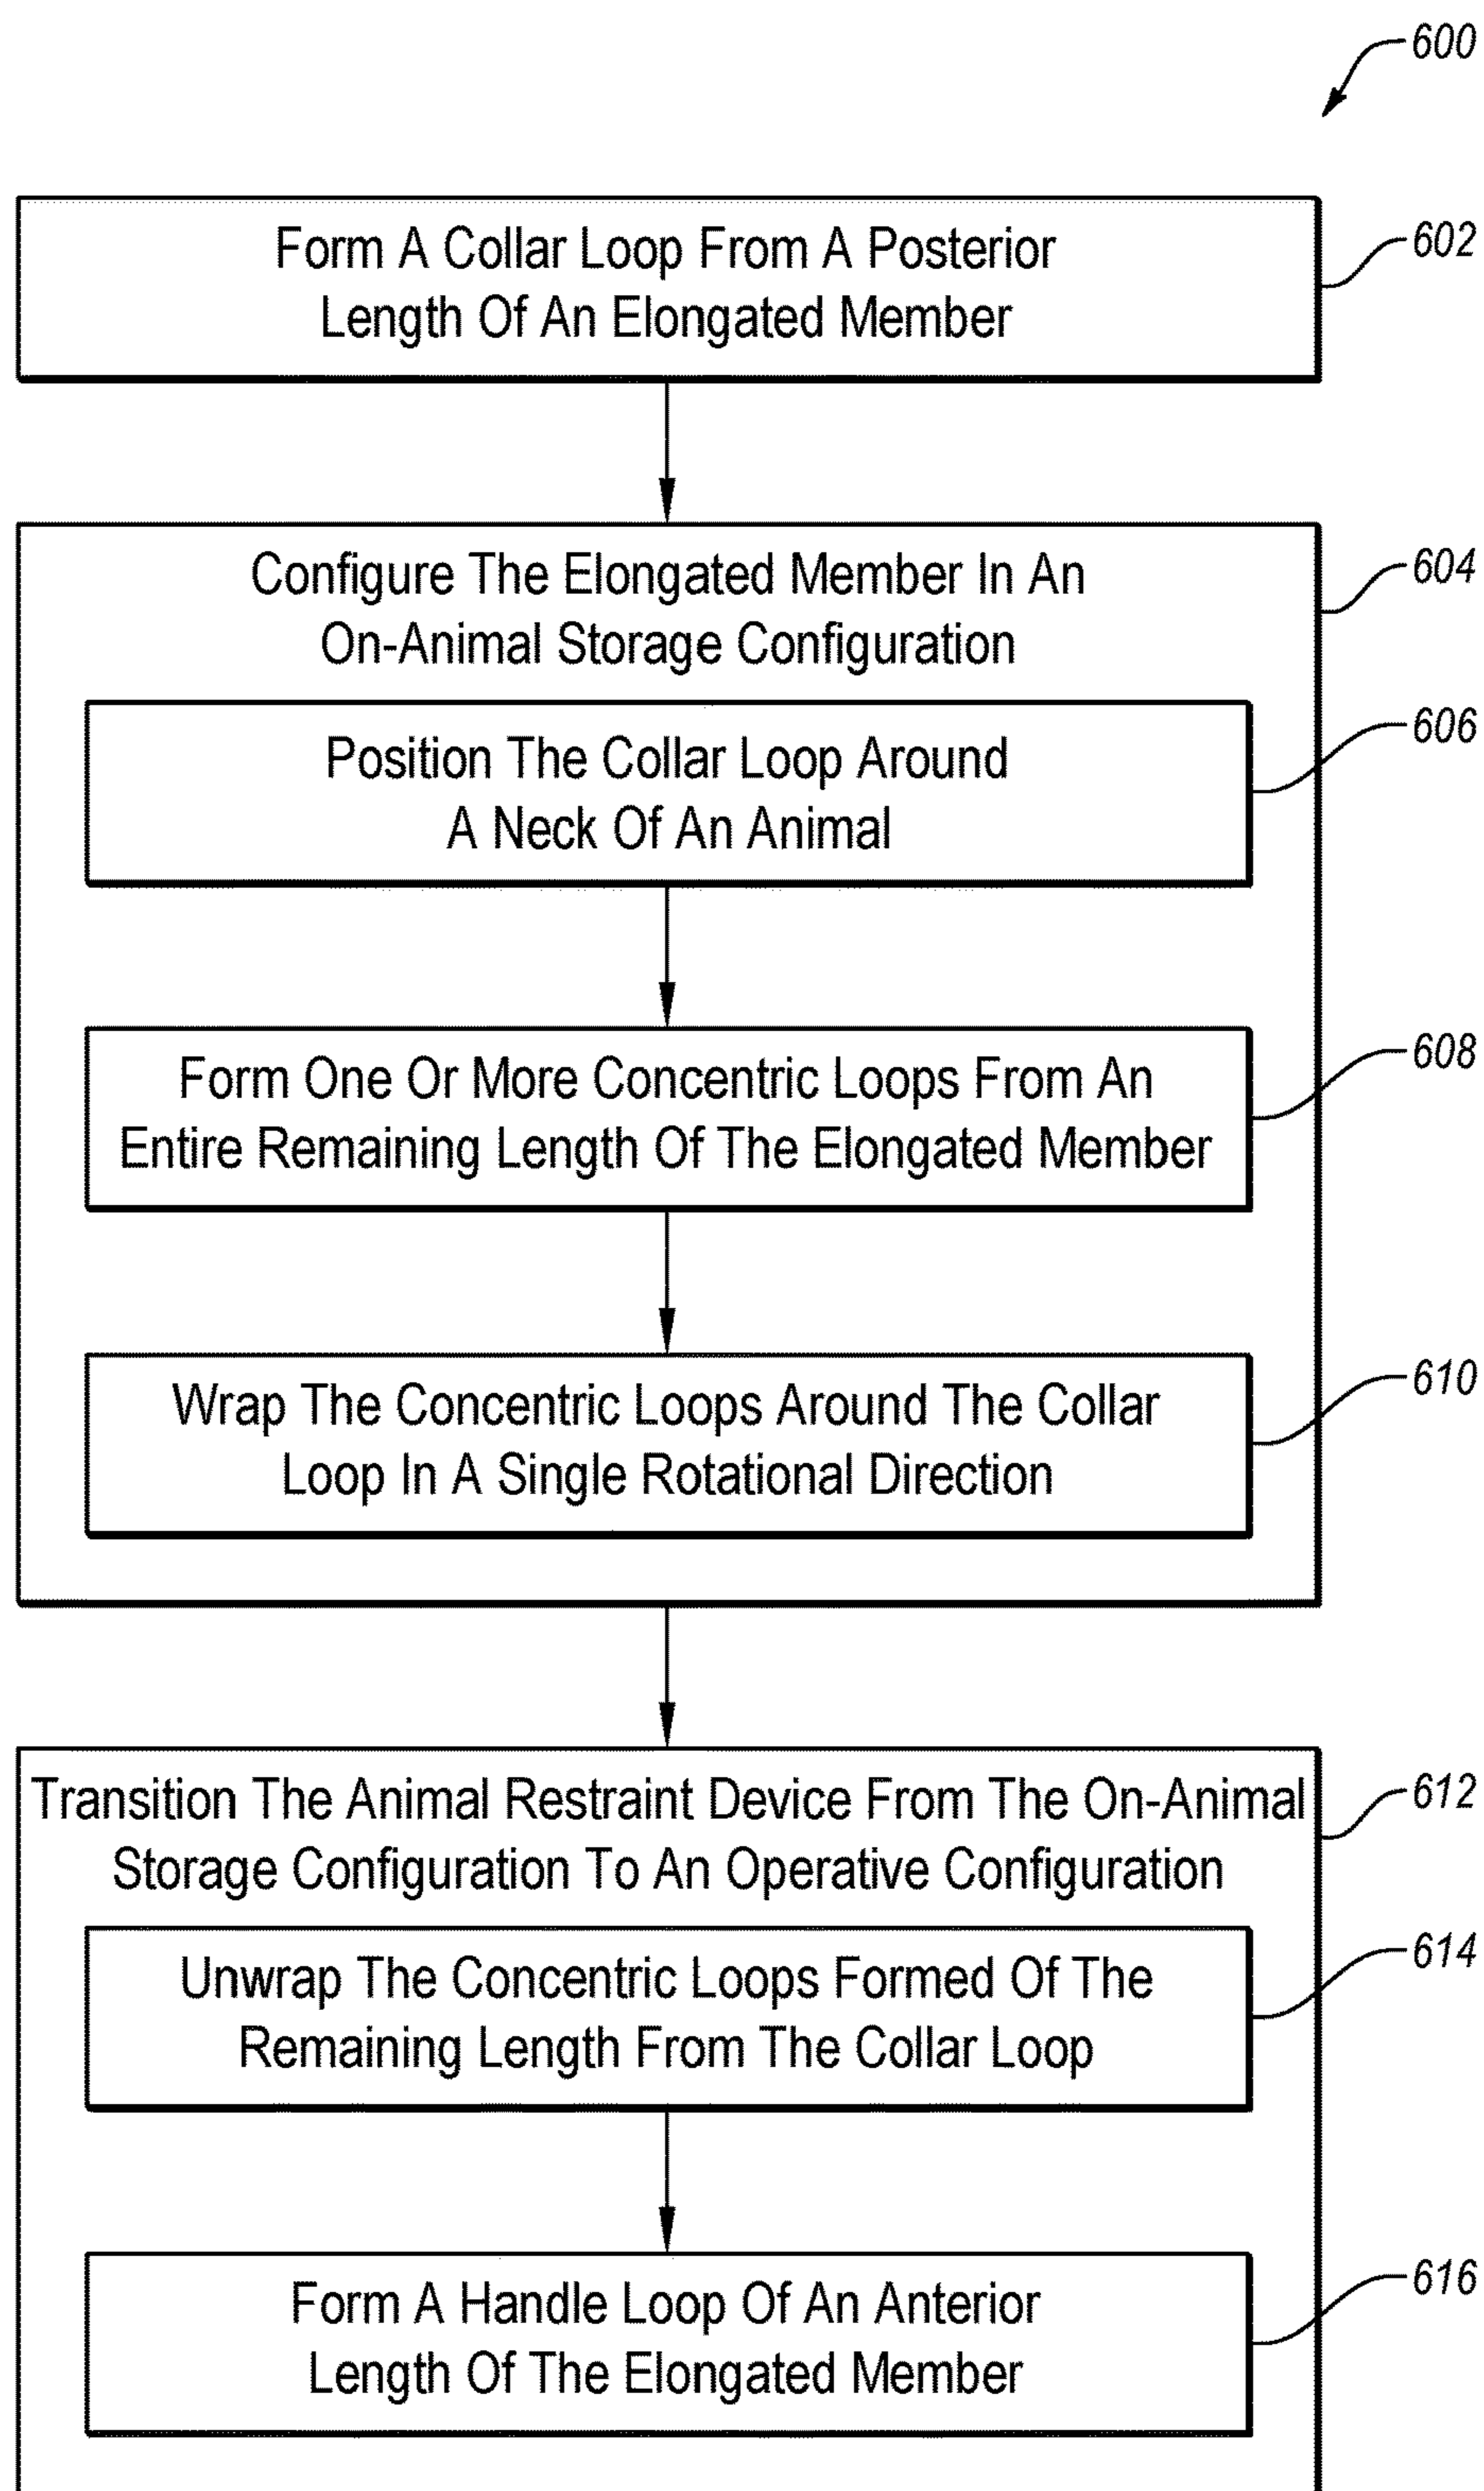 600
Form A Collar Loop From A Posterior
Length Of An Elongated Member
602
Configure The Elongated Member In An
On-Animal Storage Configuration
604
Position The Collar Loop Around
A Neck Of An Animal
606
Form One Or More Concentric Loops From An
Entire Remaining Length Of The Elongated Member
608
Wrap The Concentric Loops Around The Collar
Loop In A Single Rotational Direction
610
Transition The Animal Restraint Device From The On-Animal
Storage Configuration To An Operative Configuration
612
Unwrap The Concentric Loops Formed Of The
Remaining Length From The Collar Loop
614
Form A Handle Loop Of An Anterior
Length Of The Elongated Member
616